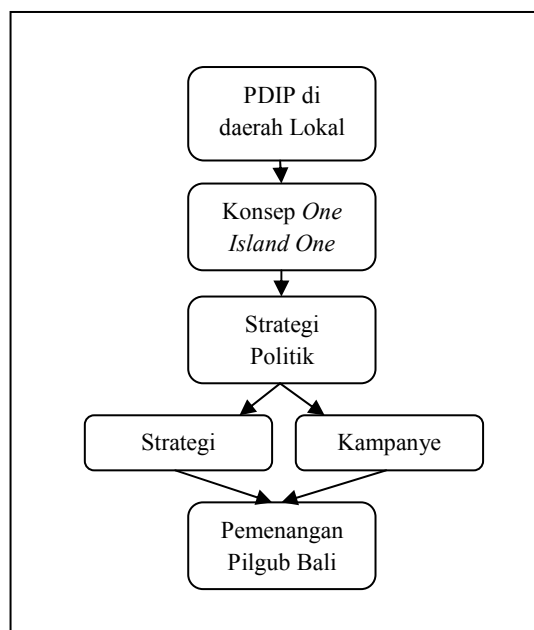 PDIP di
daerah Lokal
Konsep One
Island One
Strategi
Politik
Strategi
Kampanye
Pemenangan
Pilgub Bali